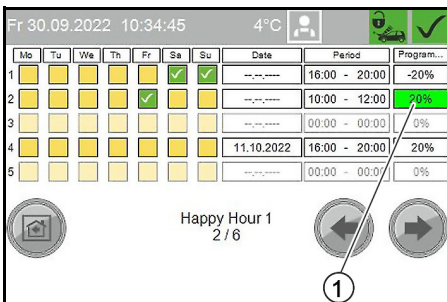 Fr 30.09.2022 10:34:45 4°C
Mo Tu We Th Fr Sa Su Date Period Program...
1 --.--.---- 16:00 - 20:00 -20%
2 --.--.---- 10:00 - 12:00 20%
3 --.--.---- 00:00 - 00:00 0%
4 11.10.2022 16:00 - 20:00 20%
5 --.--.---- 00:00 - 00:00 0%
Happy Hour 1
2 / 6
1